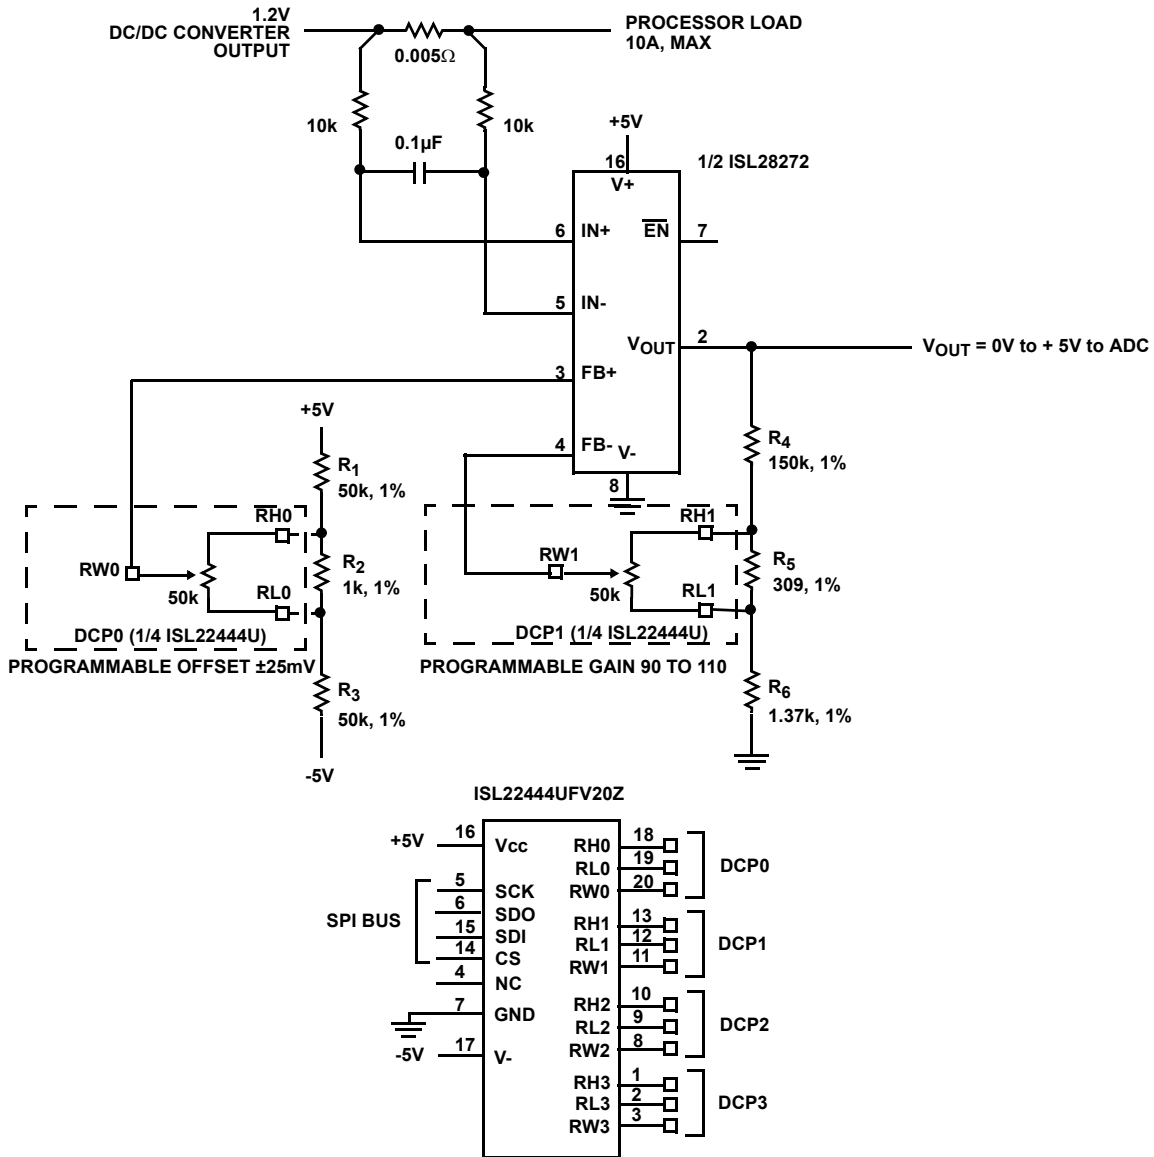 1.2V
DC/DC CONVERTER
OUTPUT
0.005Ω
PROCESSOR LOAD
10A, MAX
10k
10k
0.1µF
+5V
16
V+
1/2 ISL28272
6
IN+
EN
7
5
IN-
VOUT
2
VOUT = 0V to + 5V to ADC
3
FB+
4
FB-
V-
8
+5V
R1
50k, 1%
RH0
RW0
50k
RL0
R2
1k, 1%
DCP0 (1/4 ISL22444U)
PROGRAMMABLE OFFSET ±25mV
R3
50k, 1%
-5V
R4
150k, 1%
RH1
RW1
50k
RL1
R5
309, 1%
DCP1 (1/4 ISL22444U)
PROGRAMMABLE GAIN 90 TO 110
R6
1.37k, 1%
ISL22444UFV20Z
+5V
16
Vcc
SPI BUS
5
SCK
6
SDO
15
SDI
14
CS
4
NC
7
GND
-5V
17
V-
RH0
18
RL0
19
RW0
20
DCP0
RH1
13
RL1
12
RW1
11
DCP1
RH2
10
RL2
9
RW2
8
DCP2
RH3
1
RL3
2
RW3
3
DCP3